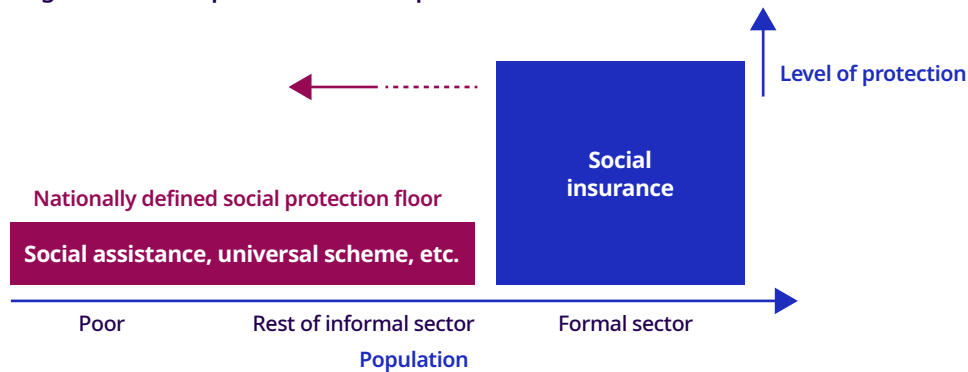 Level of protection
Social
insurance
Nationally defined social protection floor
Social assistance, universal scheme, etc.
Poor
Rest of informal sector
Formal sector
Population